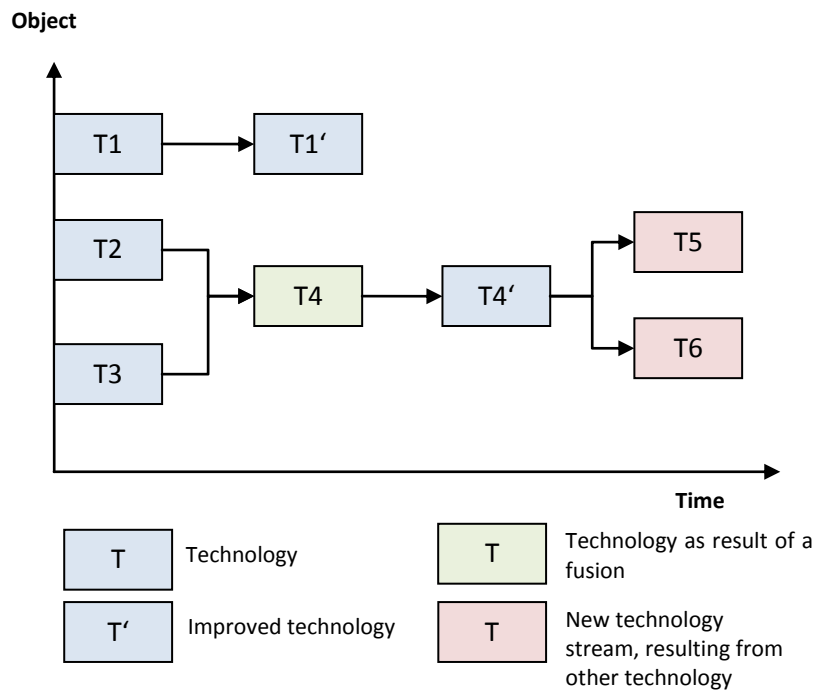 Object
T1
T1‘
T2
T5
T4
T4‘
T3
T6
Time
T
Technology
T
Technology as result of a
fusion
T‘
Improved technology
T
New technology
stream, resulting from
other technology